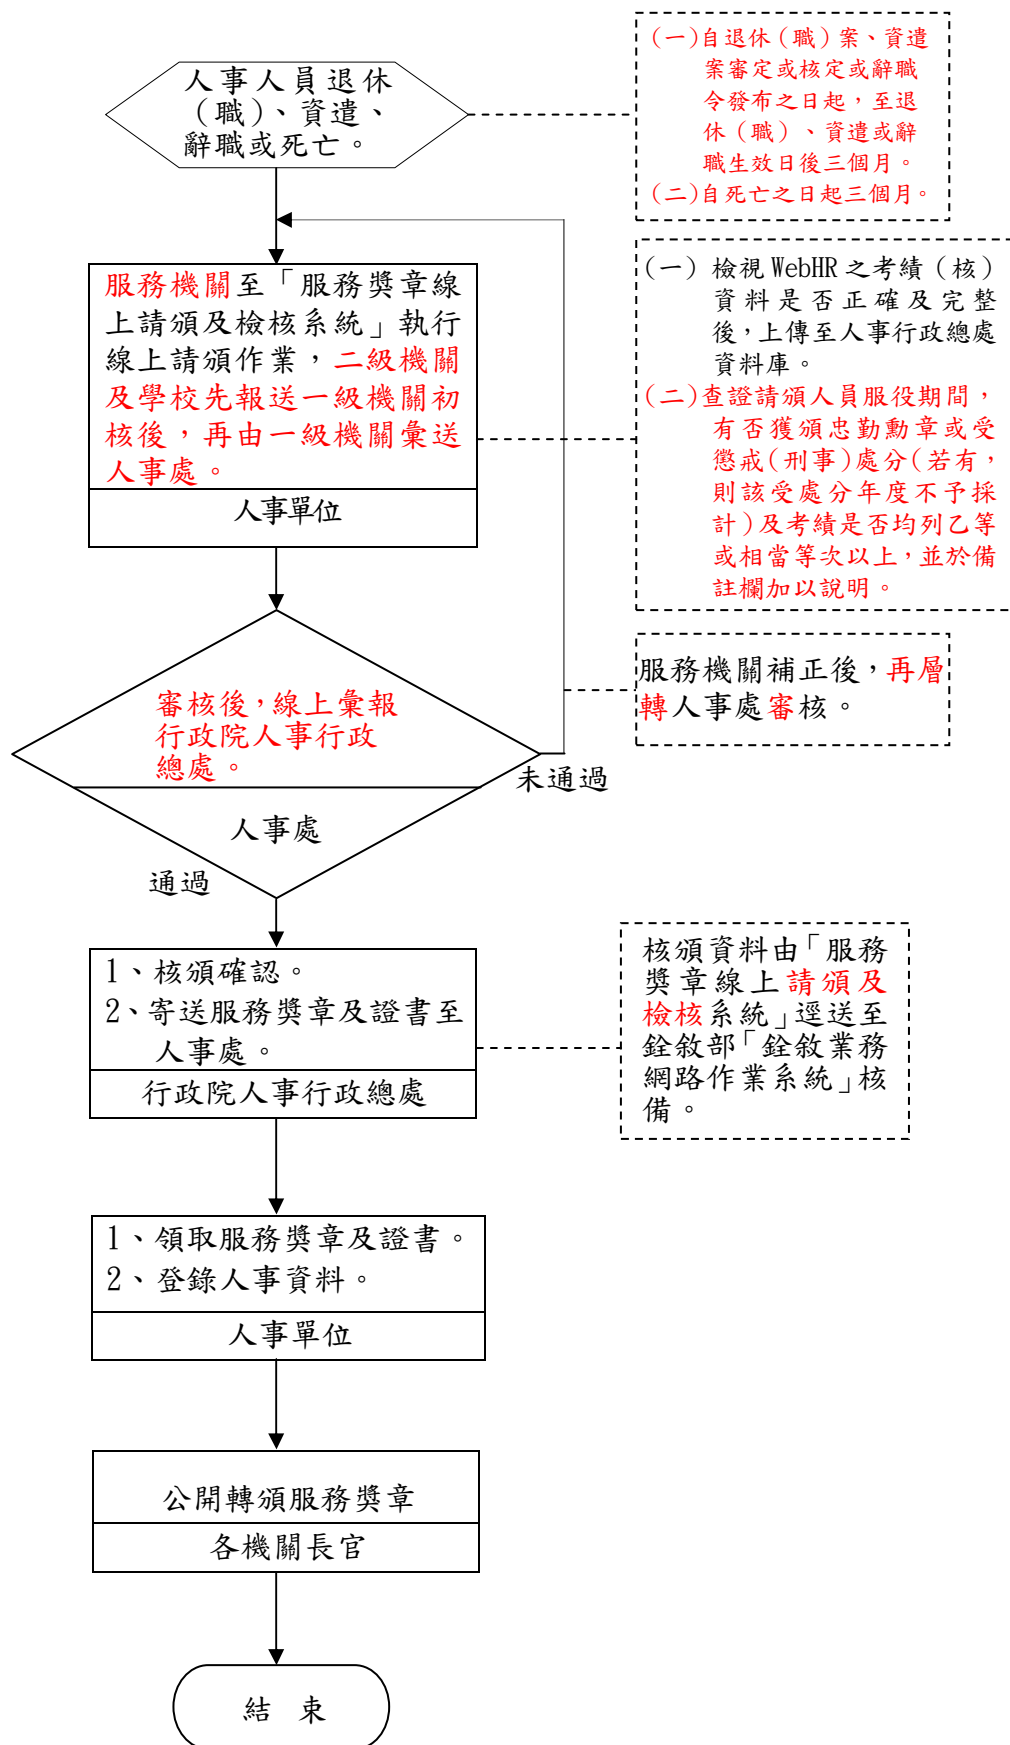 人事人員退休
（職）、資遣、
辭職或死亡。
(一)自退休（職）案、資遣
案審定或核定或辭職
令發布之日起，至退
休（職）、資遣或辭
職生效日後三個月。
(二)自死亡之日起三個月。
服務機關至「服務獎章線
上請頒及檢核系統」執行
線上請頒作業，二級機關
及學校先報送一級機關初
核後，再由一級機關彙送
人事處。
人事單位
(一) 檢視WebHR之考績（核）
資料是否正確及完整
後，上傳至人事行政總處
資料庫。
(二)查證請頒人員服役期間，
有否獲頒忠勤勳章或受
懲戒(刑事)處分(若有，
則該受處分年度不予採
計)及考績是否均列乙等
或相當等次以上，並於備
註欄加以說明。
審核後，線上彙報
行政院人事行政
總處。
人事處
服務機關補正後，再層
轉人事處審核。
未通過
通過
1、核頒確認。
2、寄送服務獎章及證書至
人事處。
行政院人事行政總處
核頒資料由「服務
獎章線上請頒及
檢核系統」逕送至
銓敘部「銓敘業務
網路作業系統」核
備。
1、領取服務獎章及證書。
2、登錄人事資料。
人事單位
公開轉頒服務獎章
各機關長官
結 束